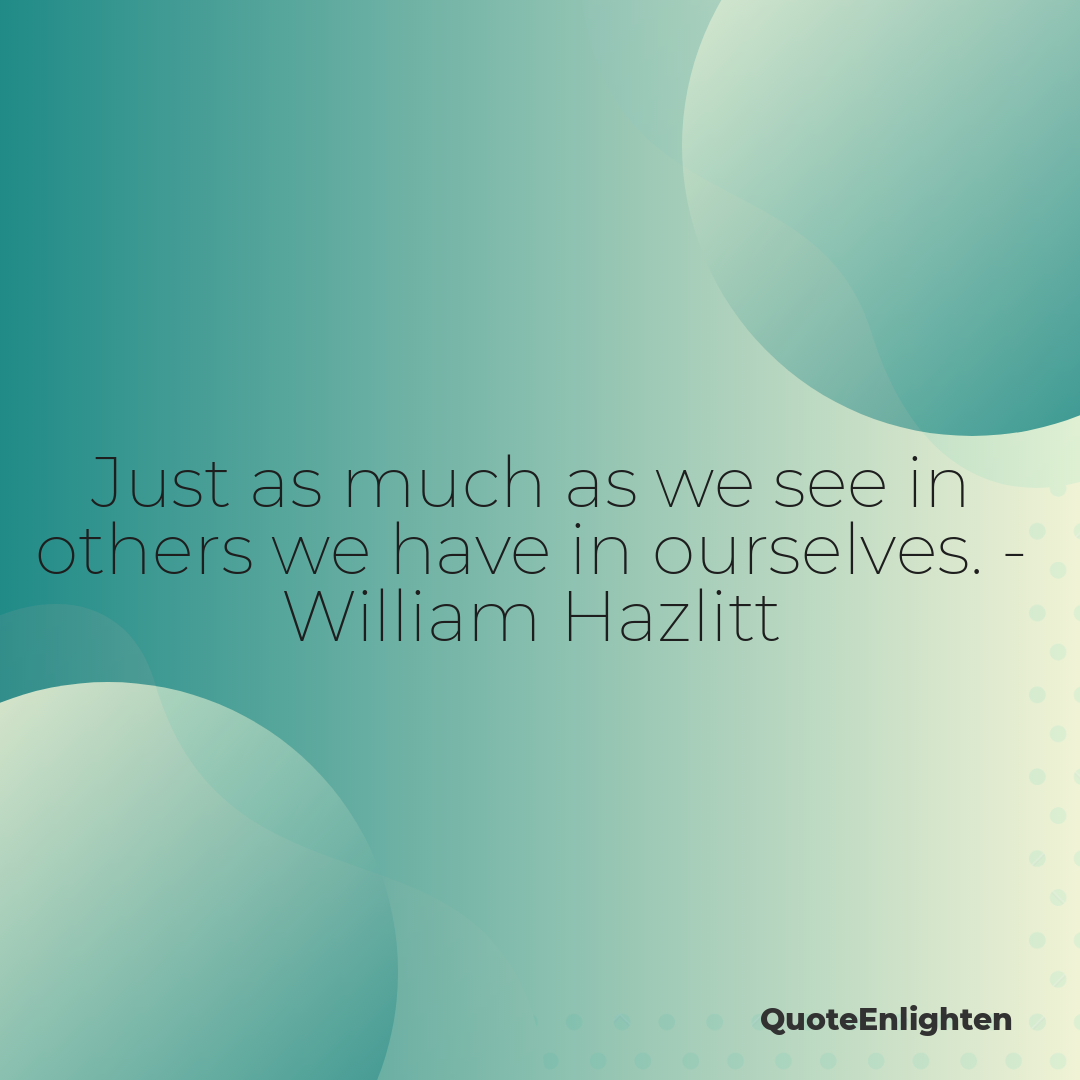 Just as much as we see in
others we have in ourselves. -
William Hazlitt
QuoteEnlighten